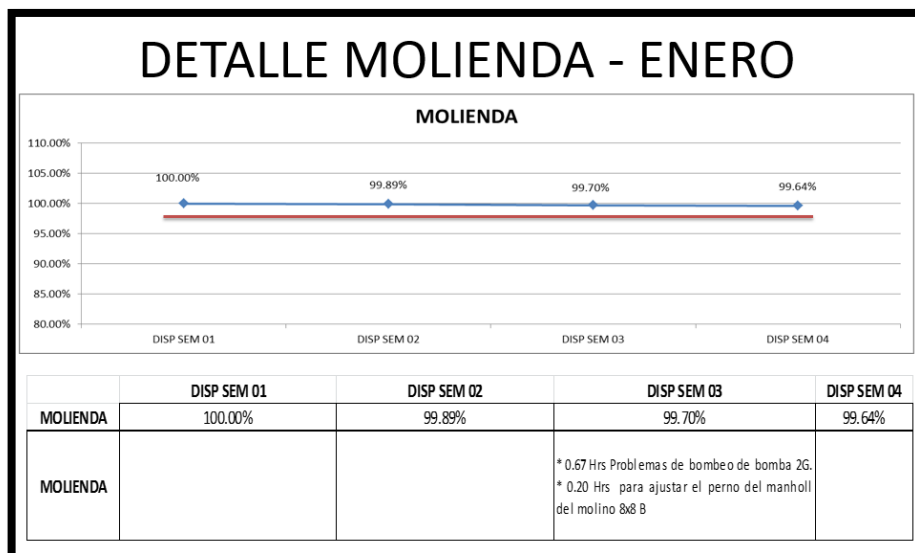 DETALLE MOLIENDA - ENERO
MOLIENDA
110.00%
105.00%
100.00%
95.00%
90.00%
85.00%
80.00%
100.00%
99.89%
99.70%
99.64%
DISP SEM 01
DISP SEM 02
DISP SEM 03
DISP SEM 04
DISP SEM 01 DISP SEM 02 DISP SEM 03 DISP SEM 04
MOLIENDA 100.00% 99.89% 99.70% 99.64%
MOLIENDA
* 0.67 Hrs Problemas de bombeo de bomba 2G.
* 0.20 Hrs para ajustar el perno del manholl
del molino 8x8 B